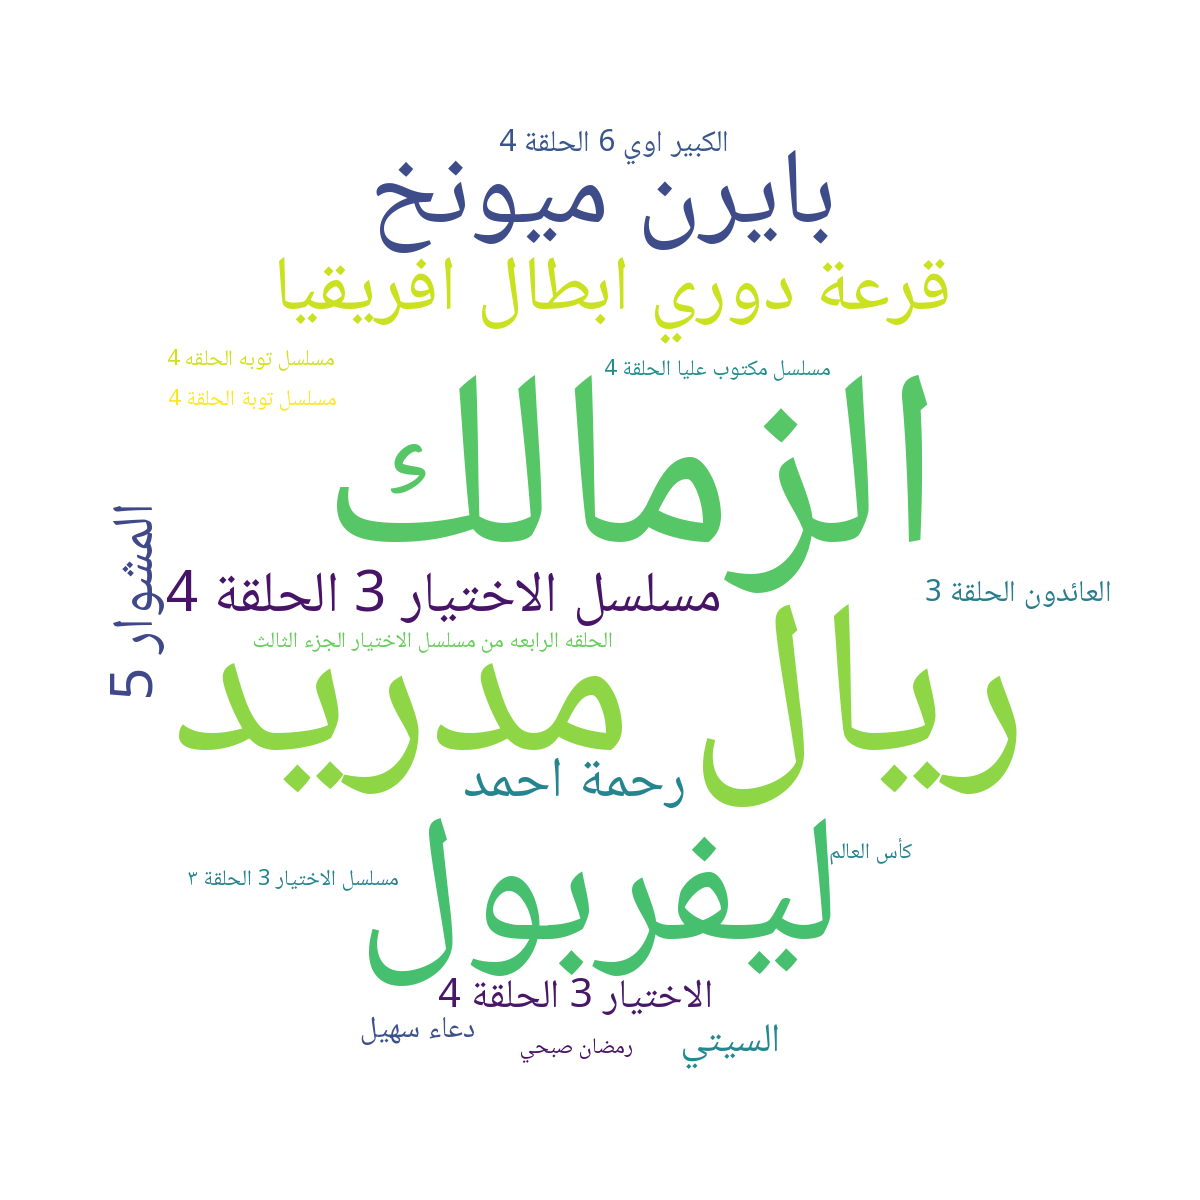 الكبير اوي 6 الحلقة 4
بايرن ميونخ
قرعة دوري ابطال افريقيا
مسلسل توبه الحلقه 4
مسلسل مكتوب عليا الحلقة 4
مسلسل توبة الحلقة 4
الزمالك
المشوار 5
مسلسل الاختيار 3 الحلقة 4
العائدون الحلقة 3
الحلقه الرابعه من مسلسل الاختيار الجزء الثالث
ريال مدريد
رحمة احمد
ليفربول
كأس العالم
مسلسل الاختيار 3 الحلقة ٣
الاختيار 3 الحلقة 4
دعاء سهيل
السيتي
رمضان صبحي